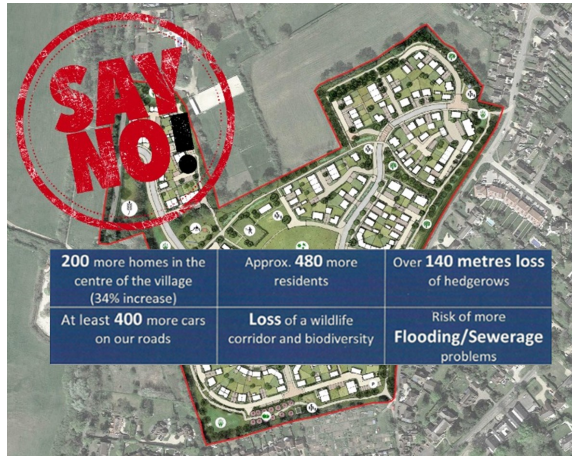 SAY
NO
200 more homes in the
centre of the village
(34% increase)
Approx. 480 more
residents
Over 140 metres loss
of hedgerows
At least 400 more cars
on our roads
Loss of a wildlife
corridor and biodiversity
Risk of more
Flooding/Sewerage
problems